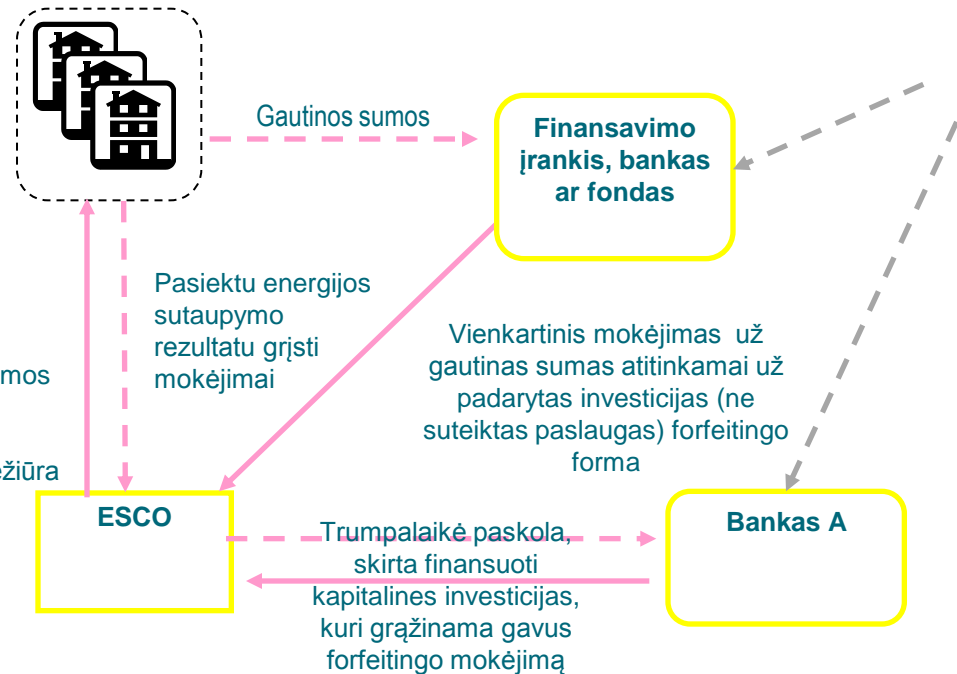 Gautinos sumos
Finansavimo
įrankis, bankas
ar fondas
Pasiektu energijos
sutaupymo
rezultatu grįsti
mokėjimai
Vienkartinis mokėjimas už
gautinas sumas atitinkamai už
padarytas investicijas (ne
suteiktas paslaugas) forfeitingo
forma
ESCO
Trumpalaikė paskola,
skirta finansuoti
kapitalines investicijas,
kuri grąžinama gavus
forfeitingo mokėjimą
Bankas A